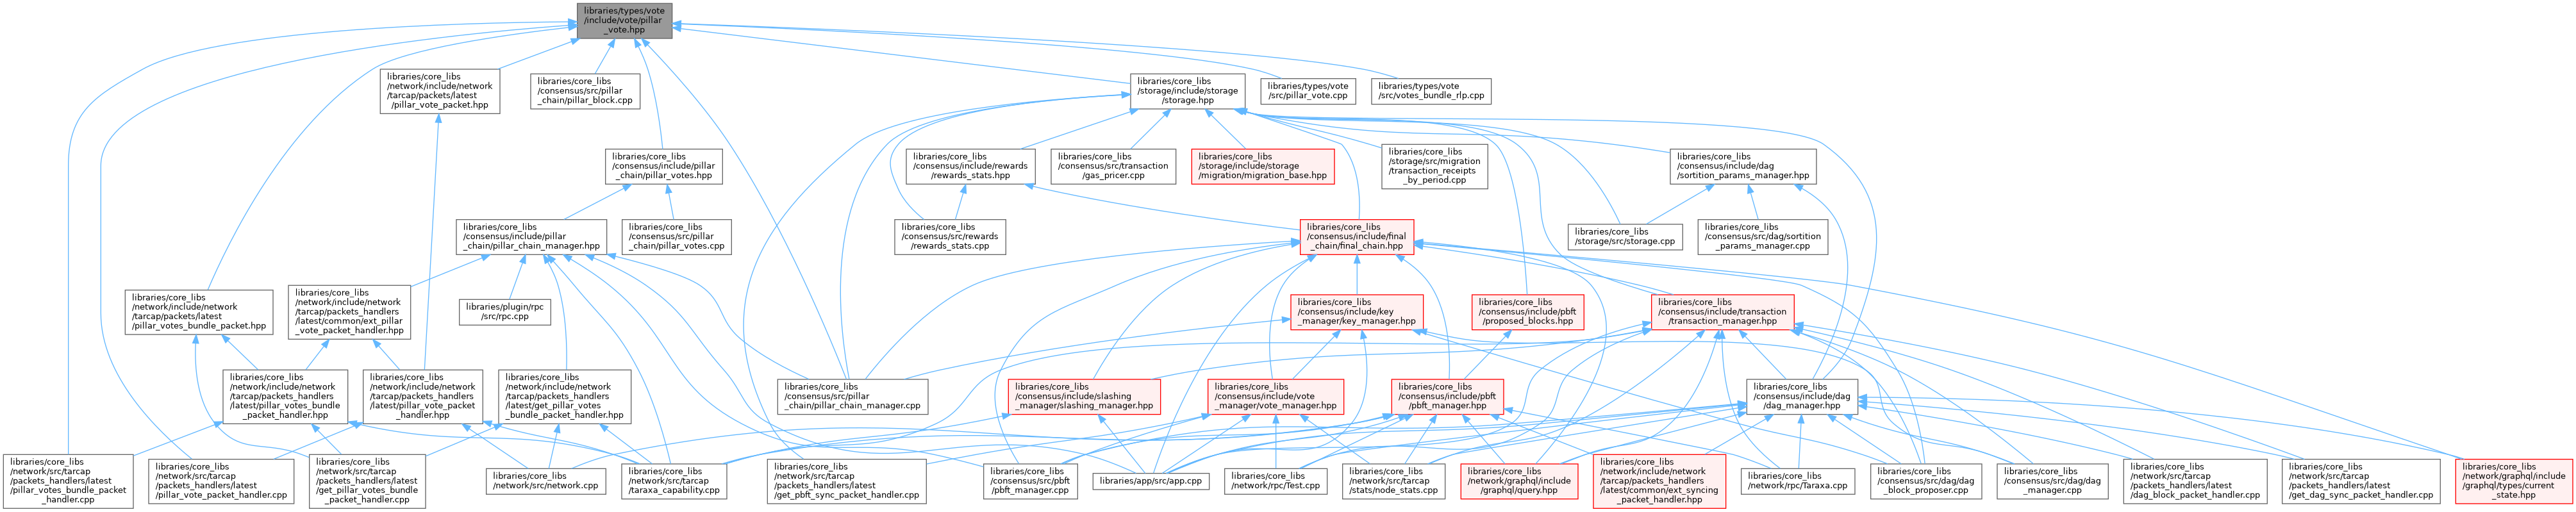 libraries/types/vote
/include/vote/pillar
_vote.hpp
libraries/core_libs
/network/include/network
/tarcap/packets/latest
/pillar_vote_packet.hpp
libraries/core_libs
/consensus/src/pillar
_chain/pillar_block.cpp
libraries/core_libs
/storage/include/storage
/storage.hpp
libraries/types/vote
/src/pillar_vote.cpp
libraries/types/vote
/src/votes_bundle_rlp.cpp
libraries/core_libs
/consensus/include/pillar
_chain/pillar_votes.hpp
libraries/core_libs
/consensus/include/rewards
/rewards_stats.hpp
libraries/core_libs
/consensus/src/transaction
/gas_pricer.cpp
libraries/core_libs
/storage/include/storage
/migration/migration_base.hpp
libraries/core_libs
/storage/src/migration
/transaction_receipts
_by_period.cpp
libraries/core_libs
/consensus/include/dag
/sortition_params_manager.hpp
libraries/core_libs
/consensus/include/pillar
_chain/pillar_chain_manager.hpp
libraries/core_libs
/consensus/src/pillar
_chain/pillar_votes.cpp
libraries/core_libs
/consensus/src/rewards
/rewards_stats.cpp
libraries/core_libs
/consensus/include/final
_chain/final_chain.hpp
libraries/core_libs
/storage/src/storage.cpp
libraries/core_libs
/consensus/src/dag/sortition
_params_manager.cpp
libraries/core_libs
/network/include/network
/tarcap/packets/latest
/pillar_votes_bundle_packet.hpp
libraries/core_libs
/network/include/network
/tarcap/packets_handlers
/latest/common/ext_pillar
_vote_packet_handler.hpp
libraries/plugin/rpc
/src/rpc.cpp
libraries/core_libs
/consensus/include/key
_manager/key_manager.hpp
libraries/core_libs
/consensus/include/pbft
/proposed_blocks.hpp
libraries/core_libs
/consensus/include/transaction
/transaction_manager.hpp
libraries/core_libs
/network/include/network
/tarcap/packets_handlers
/latest/pillar_votes_bundle
_packet_handler.hpp
libraries/core_libs
/network/include/network
/tarcap/packets_handlers
/latest/pillar_vote_packet
_handler.hpp
libraries/core_libs
/network/include/network
/tarcap/packets_handlers
/latest/get_pillar_votes
_bundle_packet_handler.hpp
libraries/core_libs
/consensus/src/pillar
_chain/pillar_chain_manager.cpp
libraries/core_libs
/consensus/include/slashing
_manager/slashing_manager.hpp
libraries/core_libs
/consensus/include/vote
_manager/vote_manager.hpp
libraries/core_libs
/consensus/include/pbft
/pbft_manager.hpp
libraries/core_libs
/consensus/include/dag
/dag_manager.hpp
libraries/core_libs
/network/src/tarcap
/packets_handlers/latest
/pillar_votes_bundle_packet
_handler.cpp
libraries/core_libs
/network/src/tarcap
/packets_handlers/latest
/pillar_vote_packet_handler.cpp
libraries/core_libs
/network/src/tarcap
/packets_handlers/latest
/get_pillar_votes_bundle
_packet_handler.cpp
libraries/core_libs
/network/src/network.cpp
libraries/core_libs
/network/src/tarcap
/taraxa_capability.cpp
libraries/core_libs
/network/src/tarcap
/packets_handlers/latest
/get_pbft_sync_packet_handler.cpp
libraries/core_libs
/consensus/src/pbft
/pbft_manager.cpp
libraries/app/src/app.cpp
libraries/core_libs
/network/rpc/Test.cpp
libraries/core_libs
/network/src/tarcap
/stats/node_stats.cpp
libraries/core_libs
/network/graphql/include
/graphql/query.hpp
libraries/core_libs
/network/include/network
/tarcap/packets_handlers
/latest/common/ext_syncing
_packet_handler.hpp
libraries/core_libs
/network/rpc/Taraxa.cpp
libraries/core_libs
/consensus/src/dag/dag
_block_proposer.cpp
libraries/core_libs
/consensus/src/dag/dag
_manager.cpp
libraries/core_libs
/network/src/tarcap
/packets_handlers/latest
/dag_block_packet_handler.cpp
libraries/core_libs
/network/src/tarcap
/packets_handlers/latest
/get_dag_sync_packet_handler.cpp
libraries/core_libs
/network/graphql/include
/graphql/types/current
_state.hpp